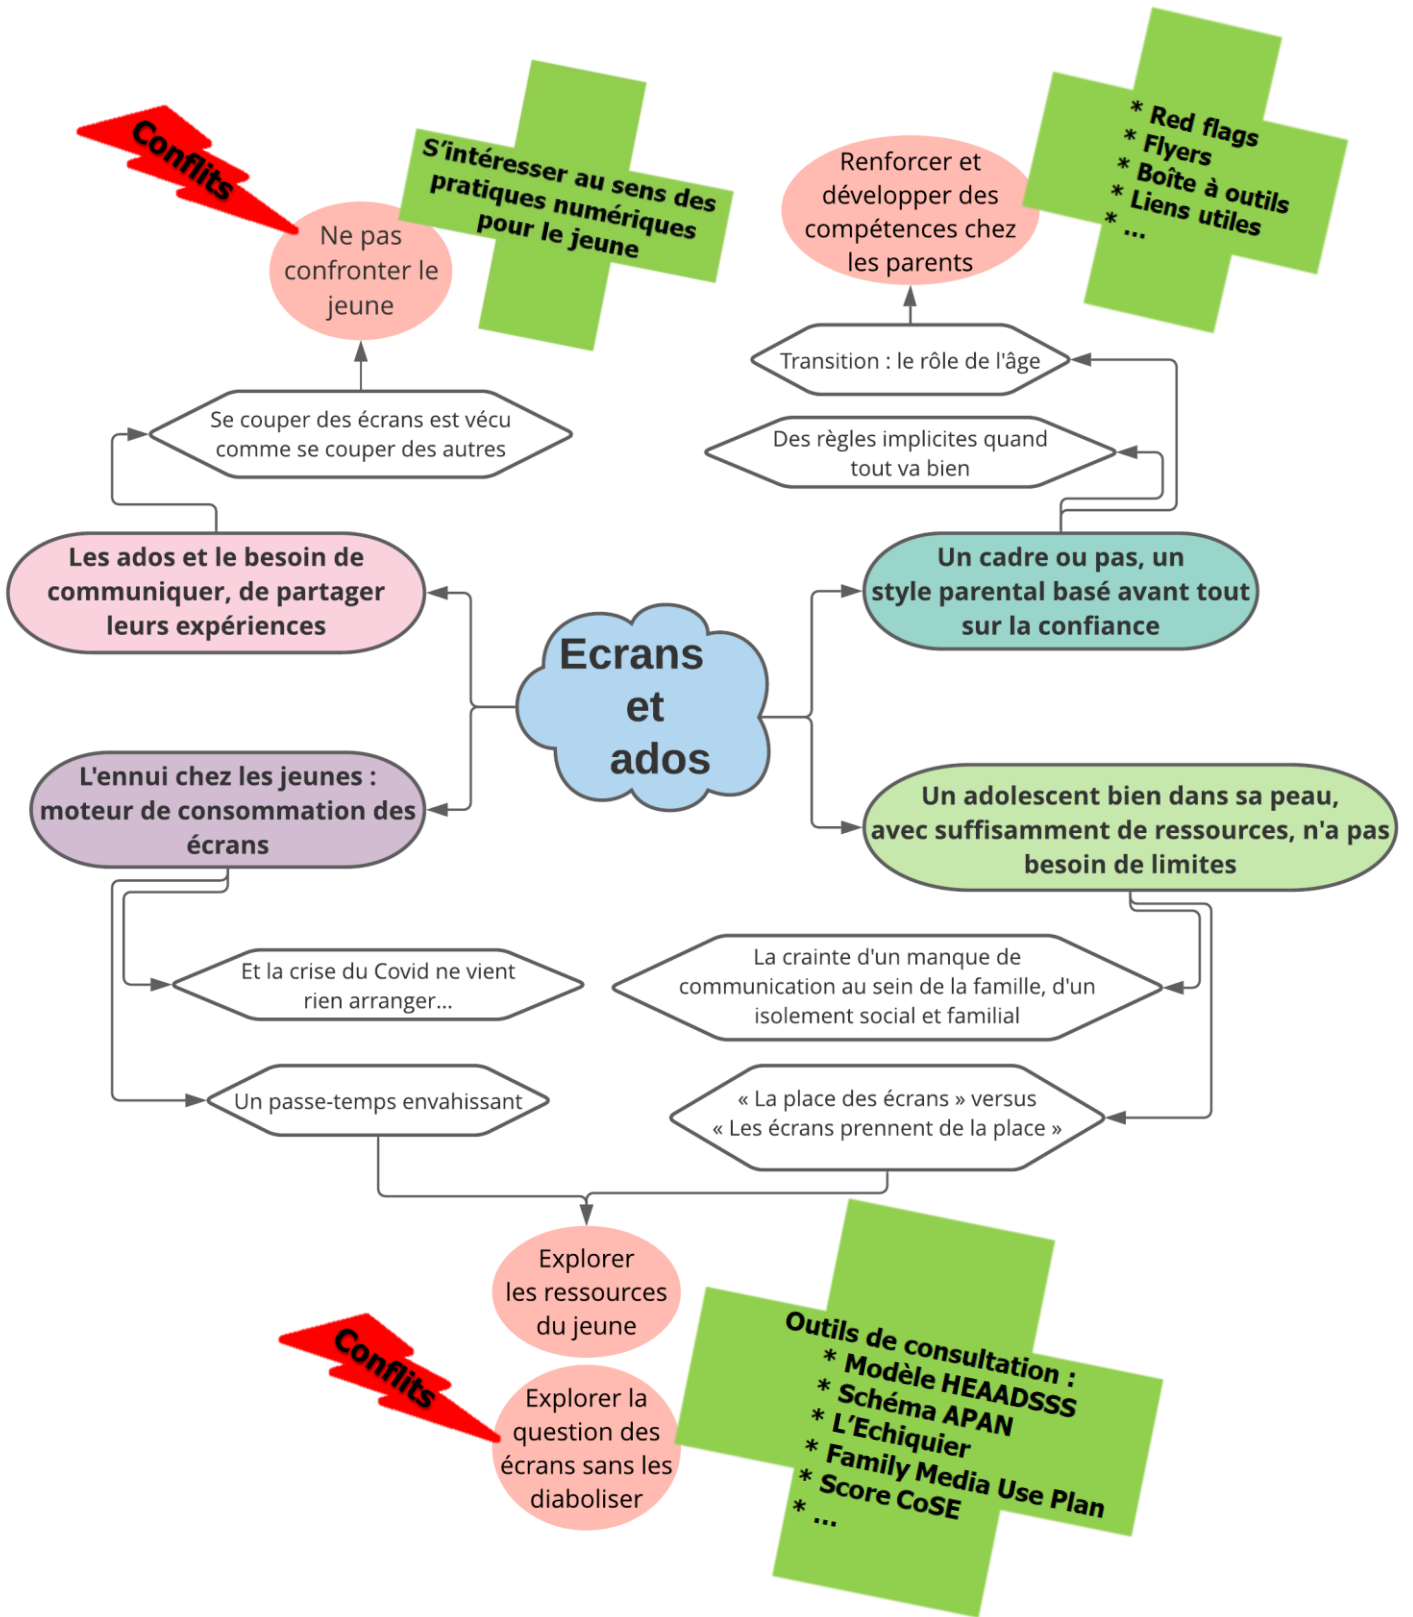 Conflits
S'intéresser au sens des
pratiques numériques
pour le jeune
Ne pas
confronter le
jeune
Se couper des écrans est vécu
comme se couper des autres
Les ados et le besoin de
communiquer, de partager
leurs expériences
* Red flags
* Flyers
* Boîte à outils
* Liens utiles
* ...
Renforcer et
développer des
compétences chez
les parents
Transition : le rôle de l'âge
Des règles implicites quand
tout va bien
Un cadre ou pas, un
style parental basé avant tout
sur la confiance
Ecrans
et
ados
L'ennui chez les jeunes :
moteur de consommation des
écrans
Et la crise du Covid ne vient
rien arranger...
Un passe-temps envahissant
Un adolescent bien dans sa peau,
avec suffisamment de ressources, n'a pas
besoin de limites
La crainte d'un manque de
communication au sein de la famille, d'un
isolement social et familial
« La place des écrans » versus
« Les écrans prennent de la place »
Explorer
les ressources
du jeune
Conflits
Explorer la
question des
écrans sans les
diaboliser
Outils de consultation :
* Modèle HEAADSSS
* Schéma APAN
* L'Echiquier
* Family Media Use Plan
* Score CoSE
* ...